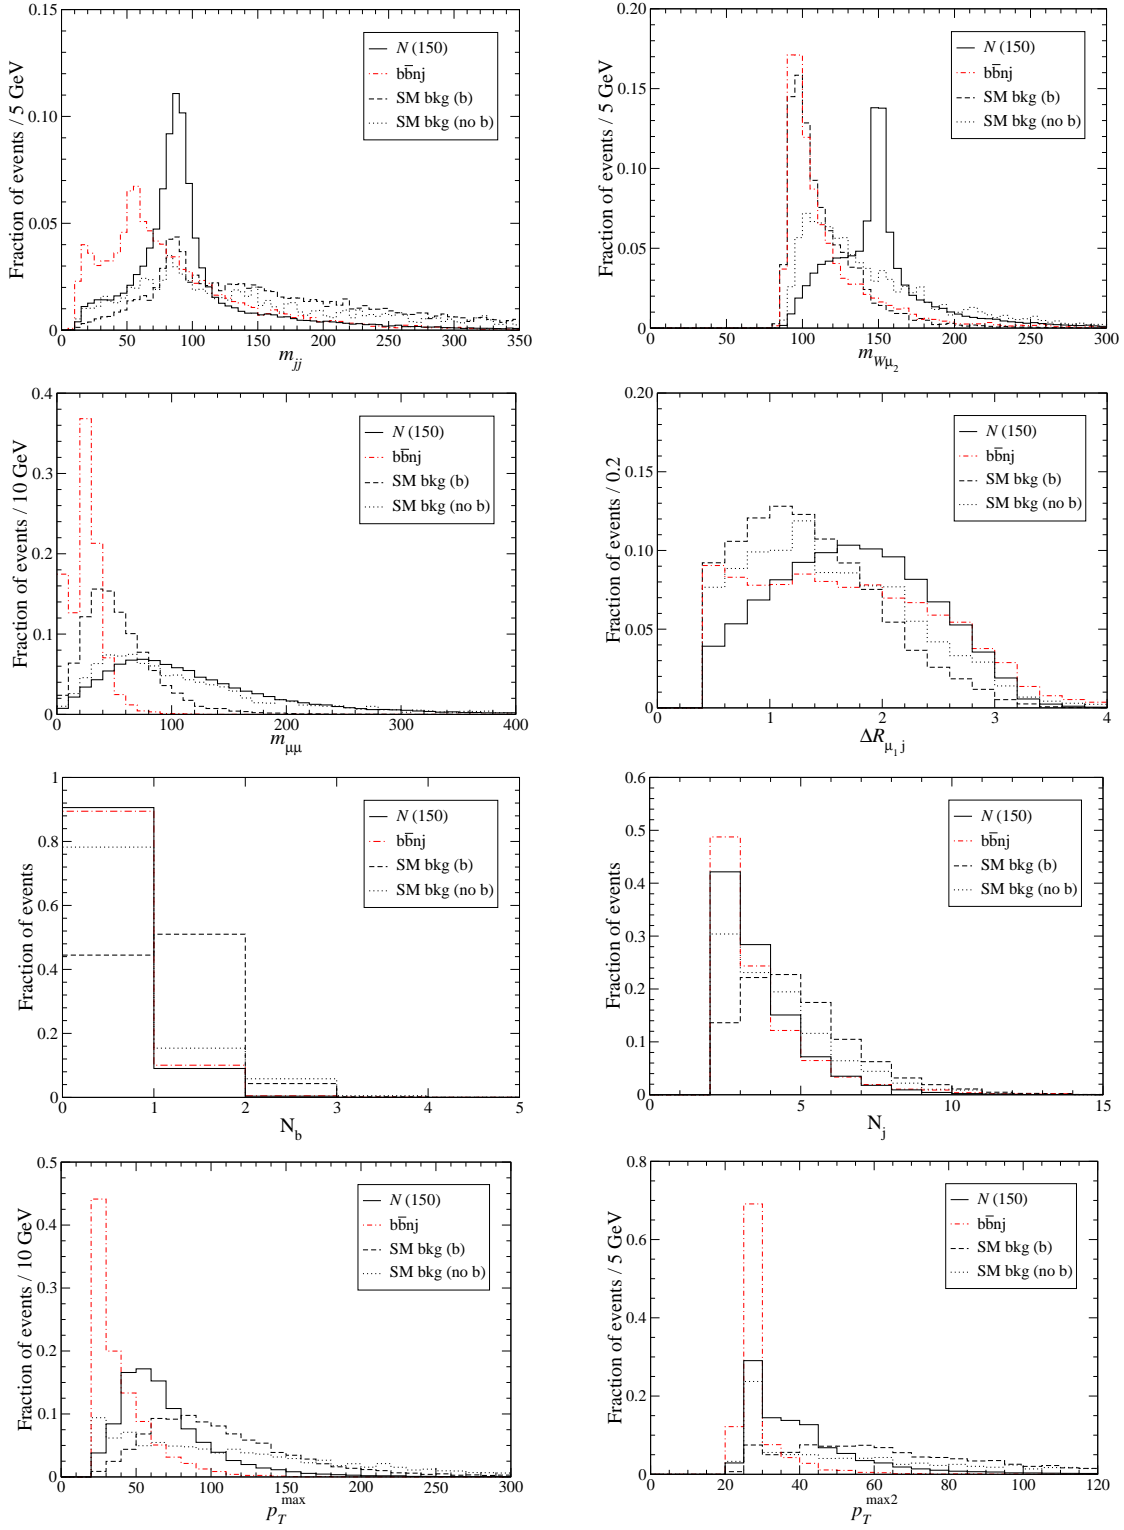 0.15
0.10
0.05
0
Fraction of events / 5 GeV
N (150)
bb̄nj
SM bkg (b)
SM bkg (no b)
0 50 100 150 200 250 300 350
m_jj
0.20
0.15
0.10
0.05
0
Fraction of events / 5 GeV
N (150)
bb̄nj
SM bkg (b)
SM bkg (no b)
0 50 100 150 200 250 300
m_Wμ₂
0.4
0.3
0.2
0.1
0
Fraction of events / 10 GeV
N (150)
bb̄nj
SM bkg (b)
SM bkg (no b)
0 100 200 300 400
m_μμ
0.20
0.15
0.10
0.05
0
Fraction of events / 0.2
N (150)
bb̄nj
SM bkg (b)
SM bkg (no b)
0 1 2 3 4
ΔR_μ₁j
1
0.8
0.6
0.4
0.2
0
Fraction of events
N (150)
bb̄nj
SM bkg (b)
SM bkg (no b)
0 1 2 3 4 5
N_b
0.6
0.5
0.4
0.3
0.2
0.1
0
Fraction of events
N (150)
bb̄nj
SM bkg (b)
SM bkg (no b)
0 5 10 15
N_j
0.5
0.4
0.3
0.2
0.1
0
Fraction of events / 10 GeV
N (150)
bb̄nj
SM bkg (b)
SM bkg (no b)
0 50 100 150 200 250 300
p_T^max
0.8
0.6
0.4
0.2
0
Fraction of events / 5 GeV
N (150)
bb̄nj
SM bkg (b)
SM bkg (no b)
0 20 40 60 80 100 120
p_T^max2